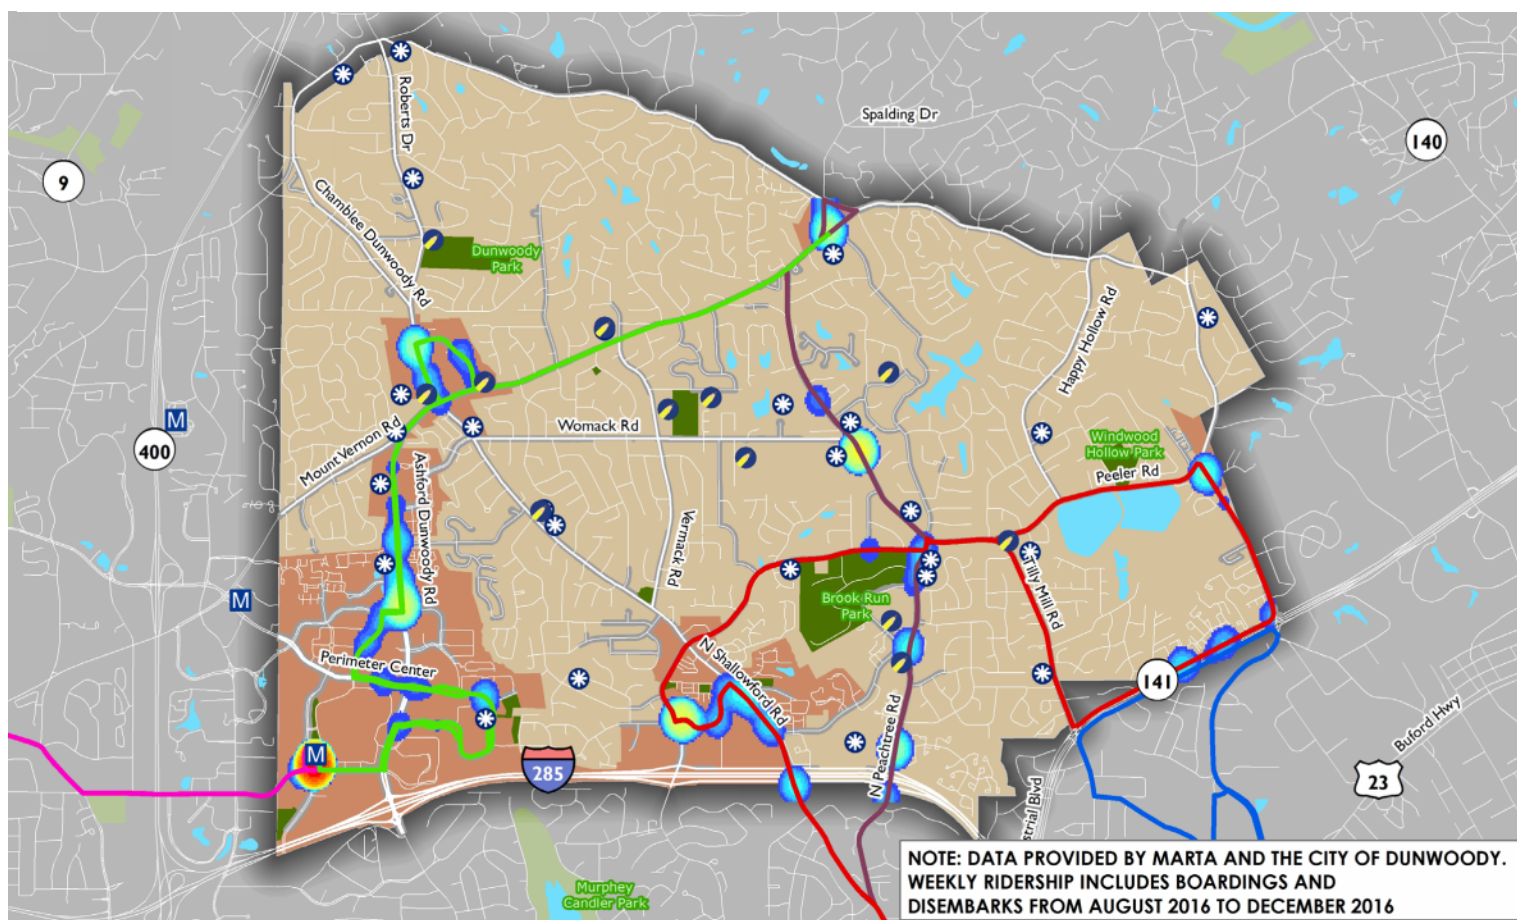 Spalding Dr
140
9
Roberts Dr
Chamblee Dunwoody Rd
Dunwoody
Park
Happy Hollow Rd
M
400
Mount Vernon Rd
Womack Rd
Windwood
Hollow Park
Peeler Rd
Ashford Dunwoody Rd
Vermack Rd
M
Brook Run
Park
Tilly Mill Rd
Perimeter Center
N Shallowford Rd
141
N Peachtree Rd
Buford Hwy
M
285
23
strial Blvd
Murphey
Candler Park
NOTE: DATA PROVIDED BY MARTA AND THE CITY OF DUNWOODY.
WEEKLY RIDERSHIP INCLUDES BOARDINGS AND
DISEMBARKS FROM AUGUST 2016 TO DECEMBER 2016